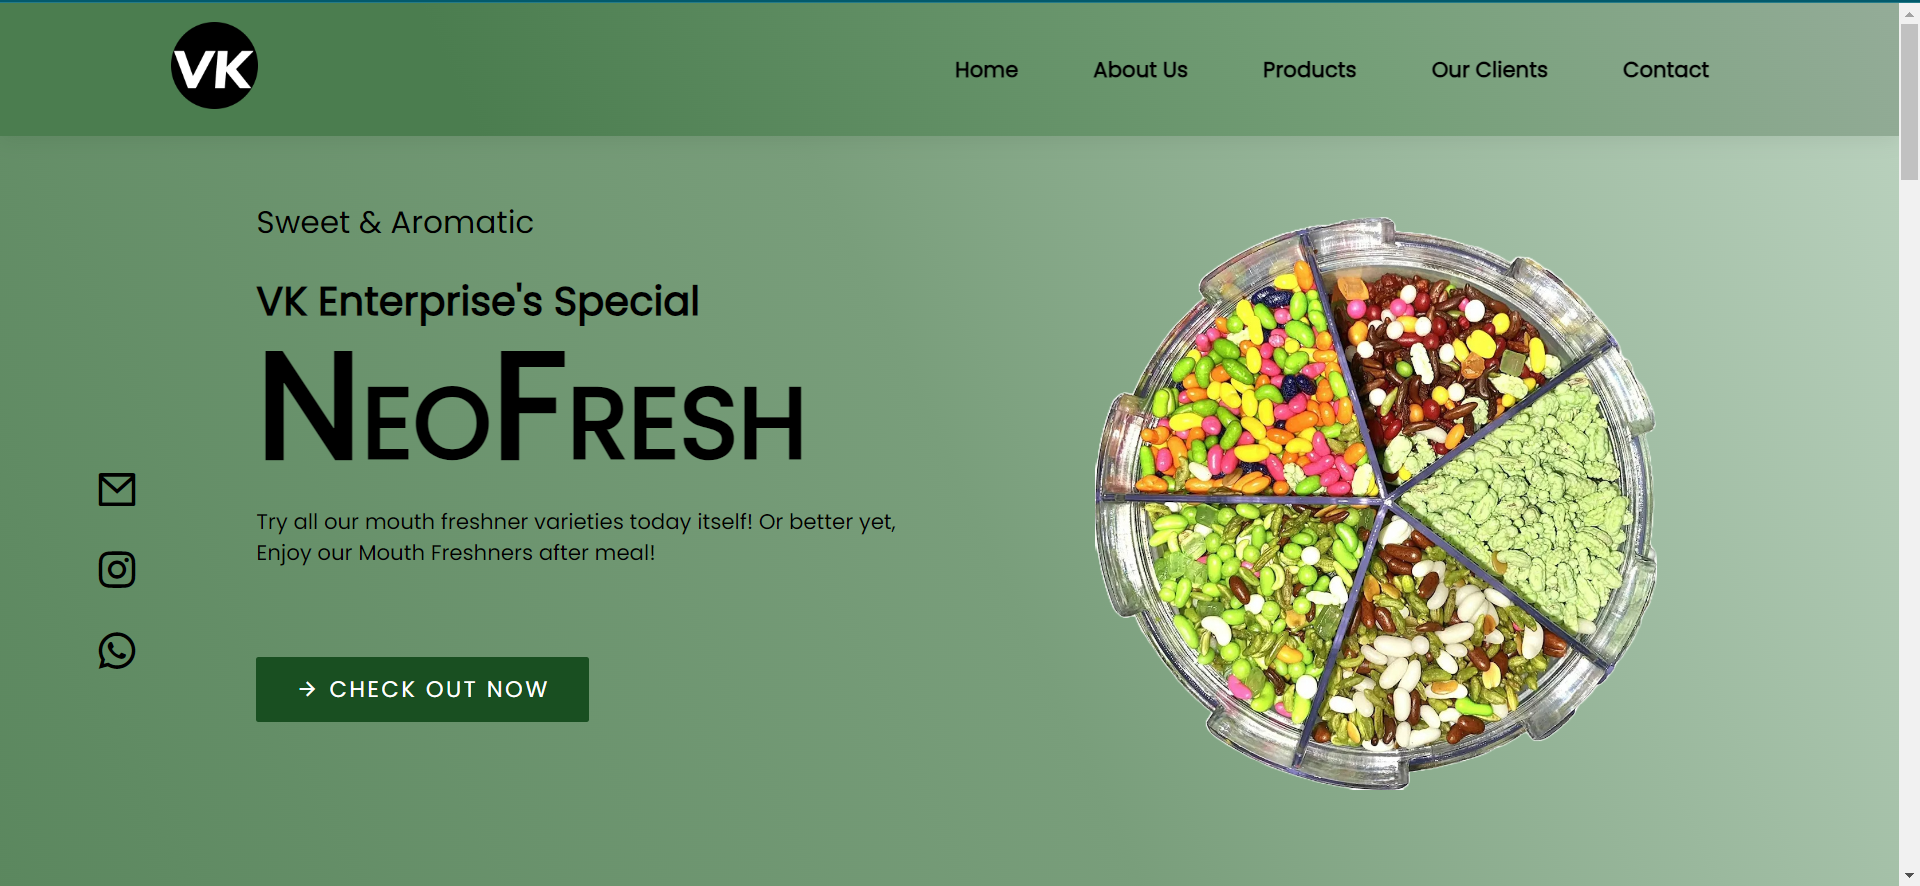 VK
Home
About Us
Products
Our Clients
Contact
Sweet & Aromatic
VK Enterprise's Special
NEOFRESH
Try all our mouth freshner varieties today itself! Or better yet,
Enjoy our Mouth Freshners after meal!
→ CHECK OUT NOW